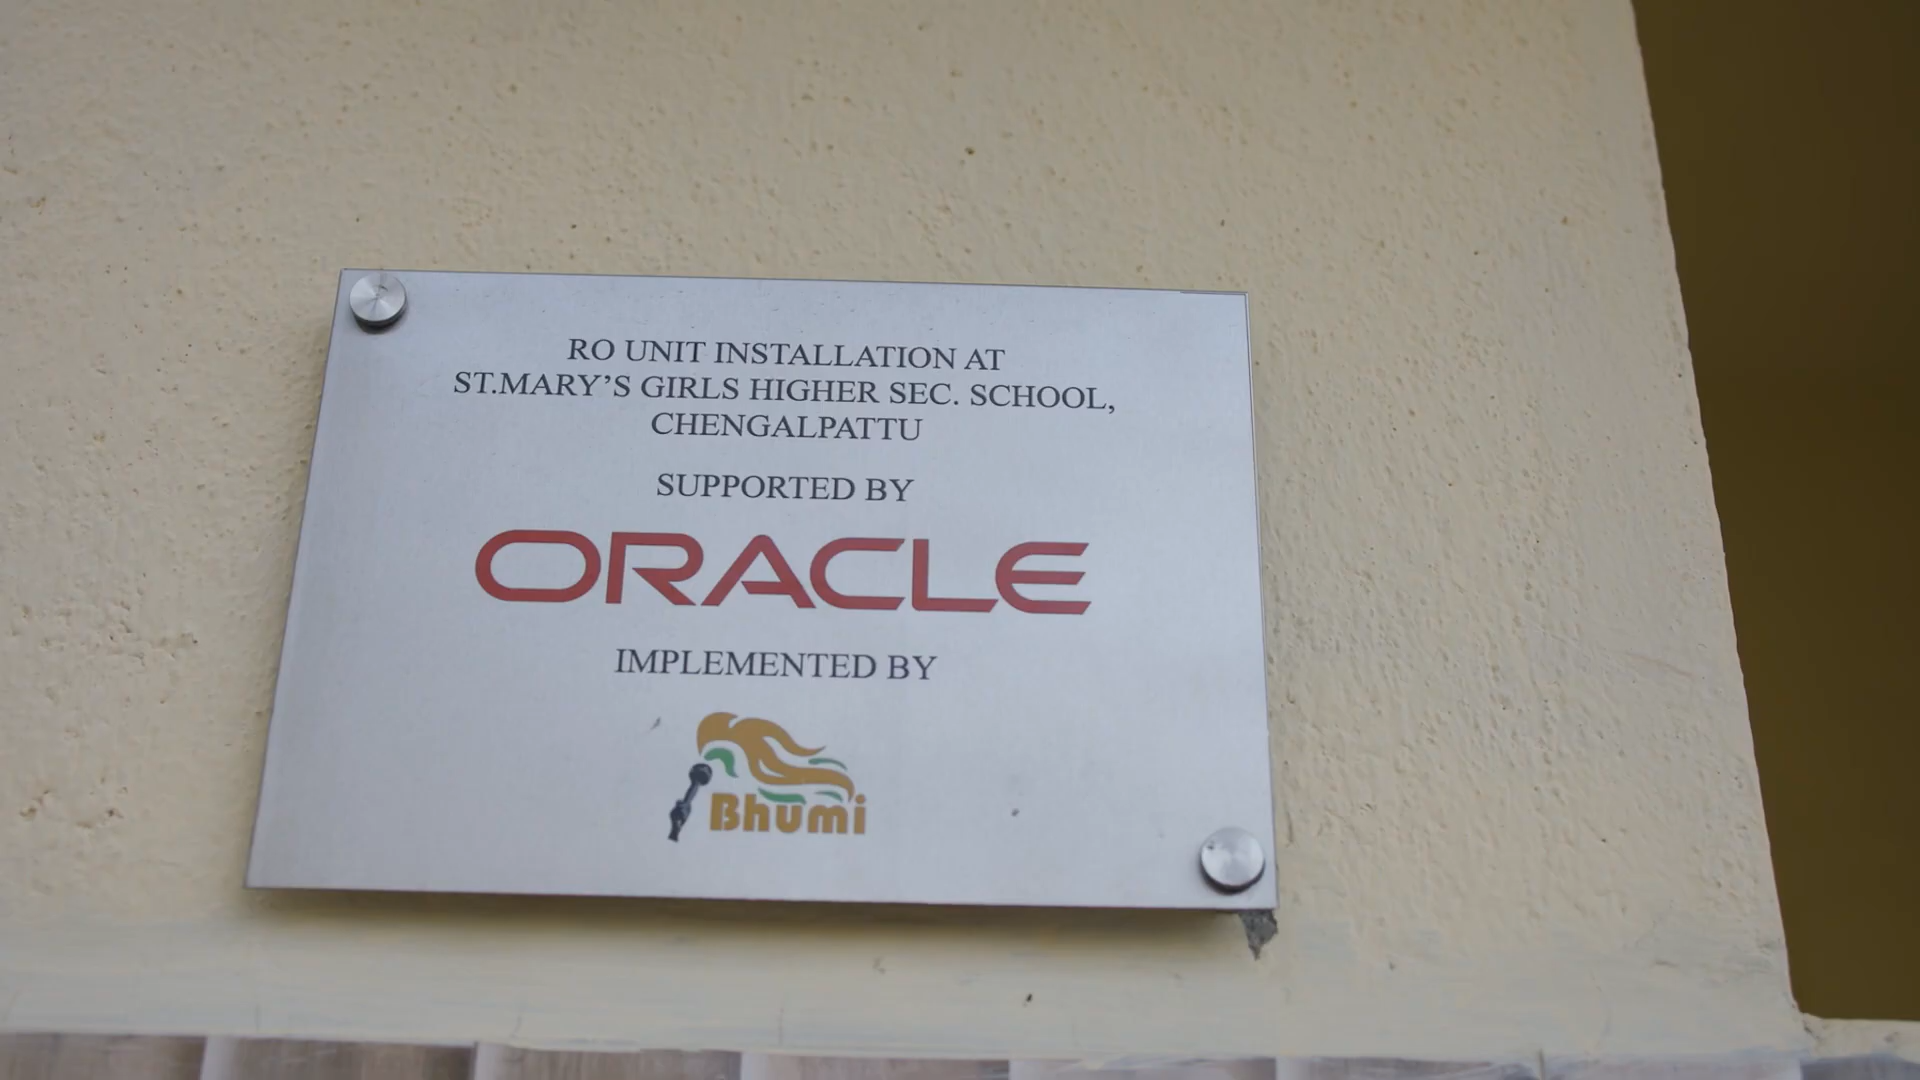 RO UNIT INSTALLATION AT
ST.MARY’S GIRLS HIGHER SEC. SCHOOL,
CHENGALPATTU
SUPPORTED BY
ORACLE
IMPLEMENTED BY
Bhumi